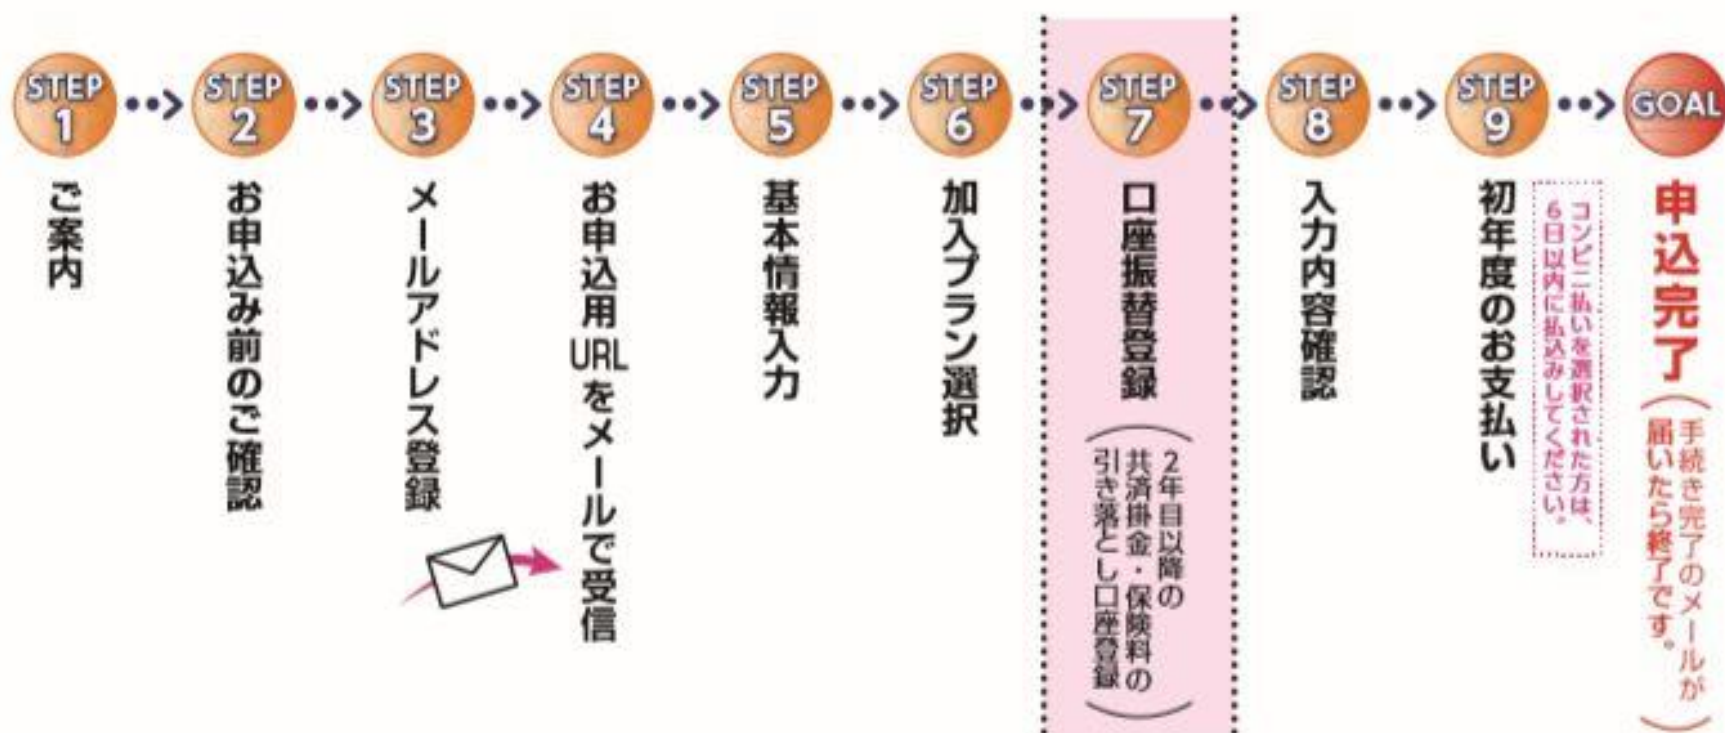 STEP
1
ご案内
STEP
2
お申込み前のご確認
STEP
3
メールアドレス登録
STEP
4
お申込用URLをメールで受信
STEP
5
基本情報入力
STEP
6
加入プラン選択
STEP
7
口座振替登録
(2年目以降の
共済掛金・保険料の
引き落とし口座登録)
STEP
8
入力内容確認
STEP
9
初年度のお支払い
コンビニ払いを選択された方は、
6日以内に払込みしてください。
GOAL
申込完了
(手続き完了のメールが
届いたら終了です。)